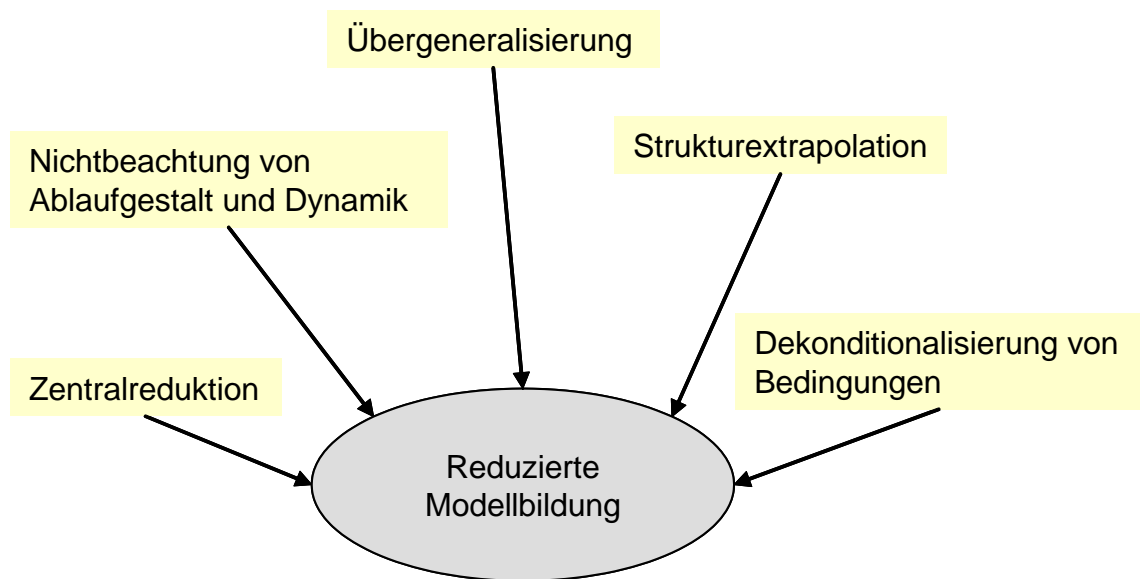 Übergeneralisierung
Strukturextrapolation
Nichtbeachtung von
Ablaufgestalt und Dynamik
Dekonditionalisierung von
Bedingungen
Zentralreduktion
Reduzierte
Modellbildung